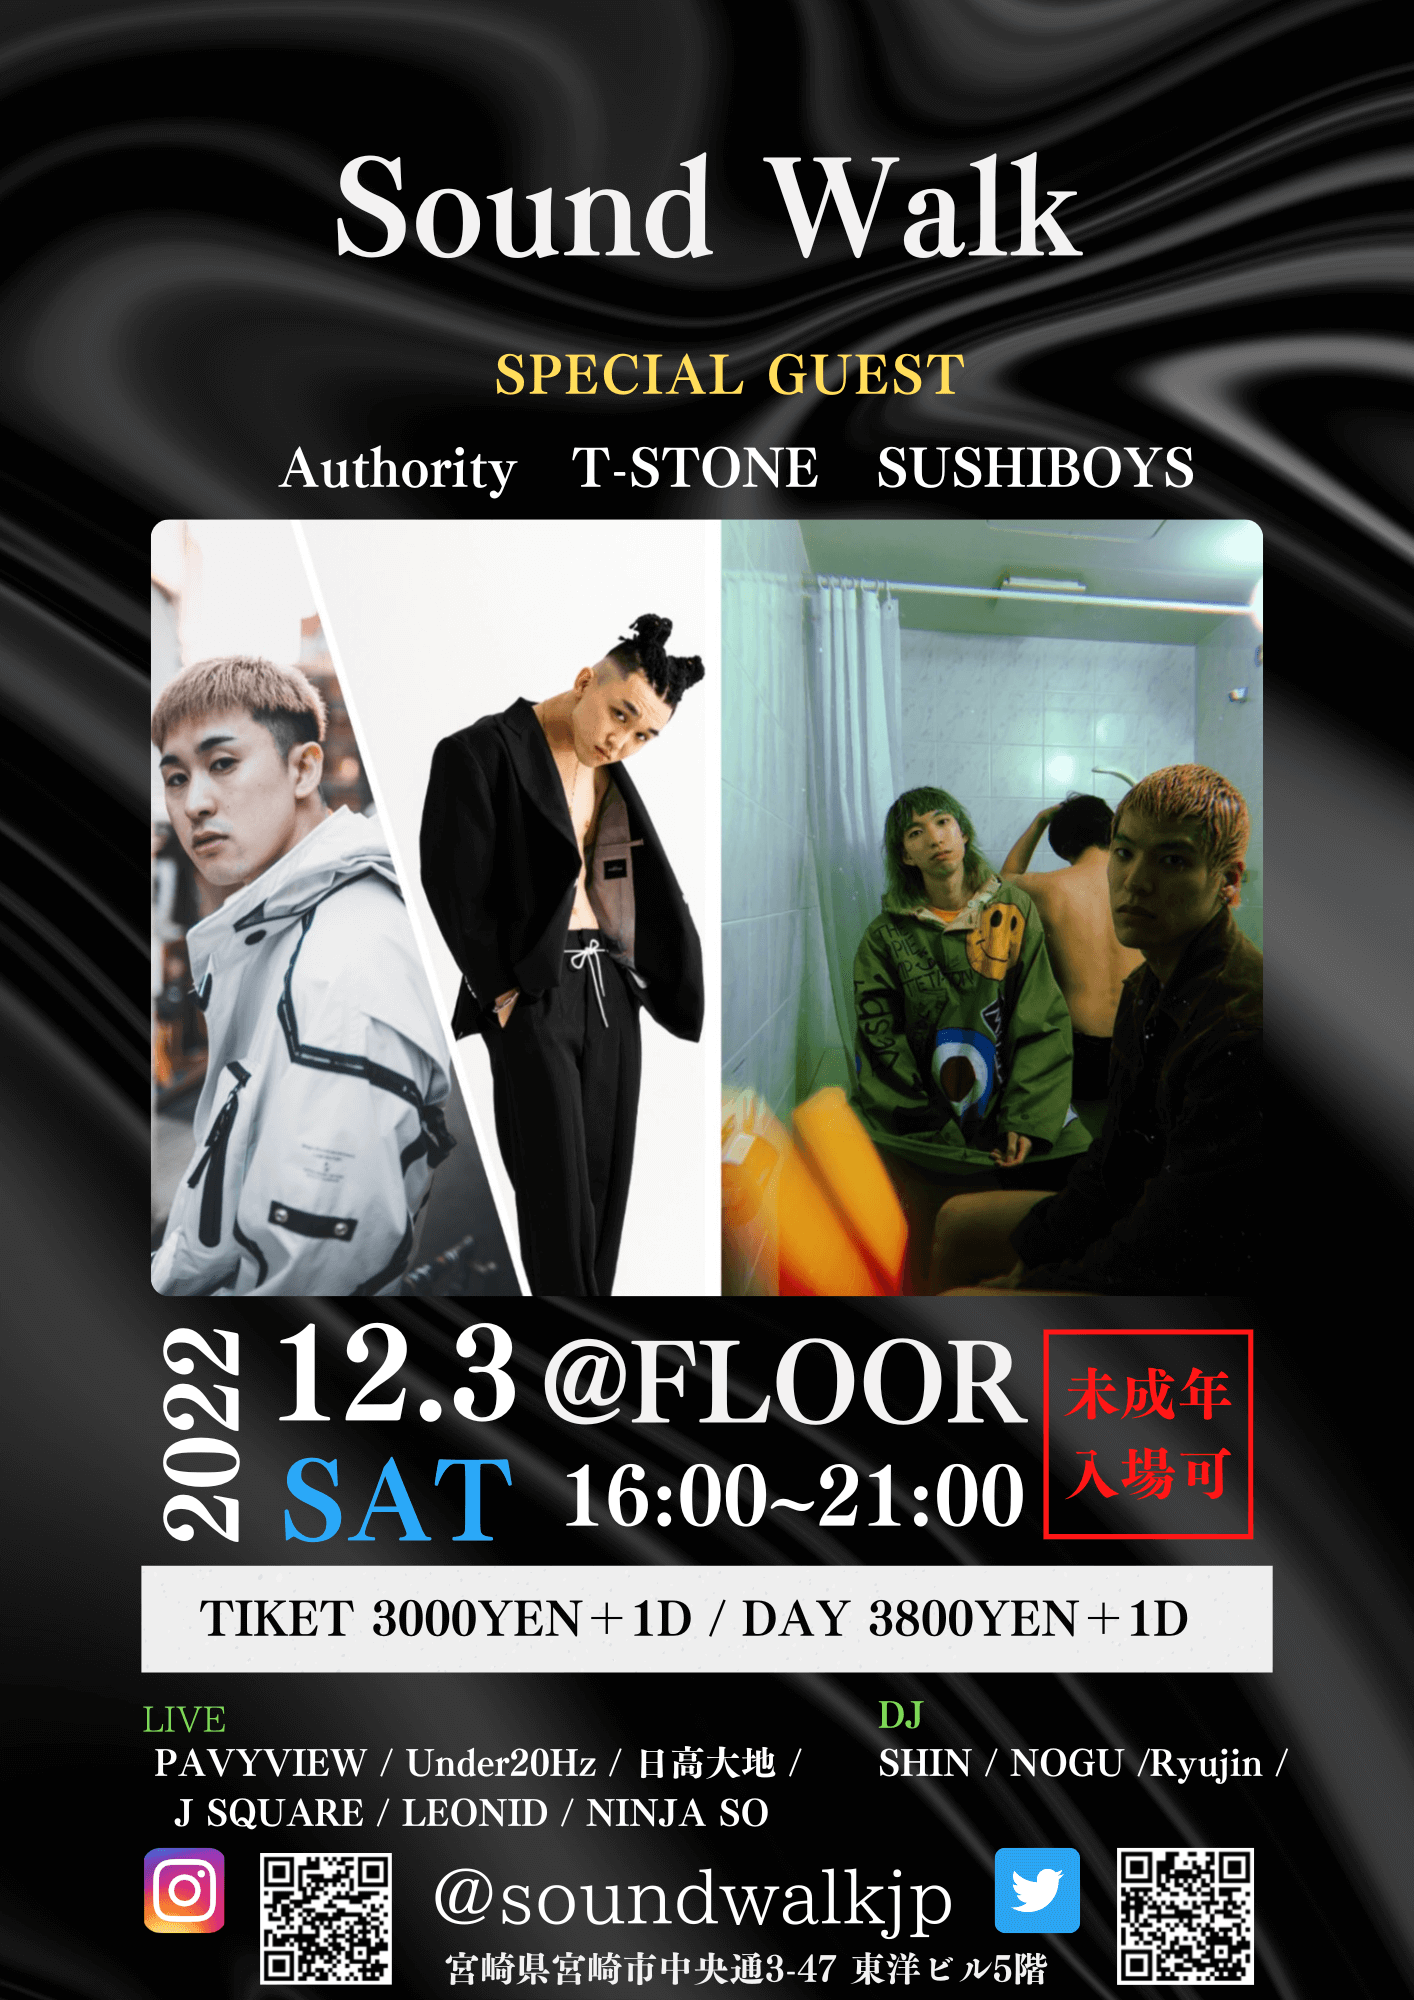 Sound Walk
SPECIAL GUEST
Authority T-STONE SUSHIBOYS
2022
12.3 @FLOOR
SAT 16:00~21:00
未成年
入場可
TIKET 3000YEN+1D / DAY 3800YEN+1D
LIVE
PAVYVIEW / Under20Hz / 日高大地 /
J SQUARE / LEONID / NINJA SO
DJ
SHIN / NOGU /Ryujin /
@soundwalkjp
宮崎県宮崎市中央通3-47 東洋ビル5階